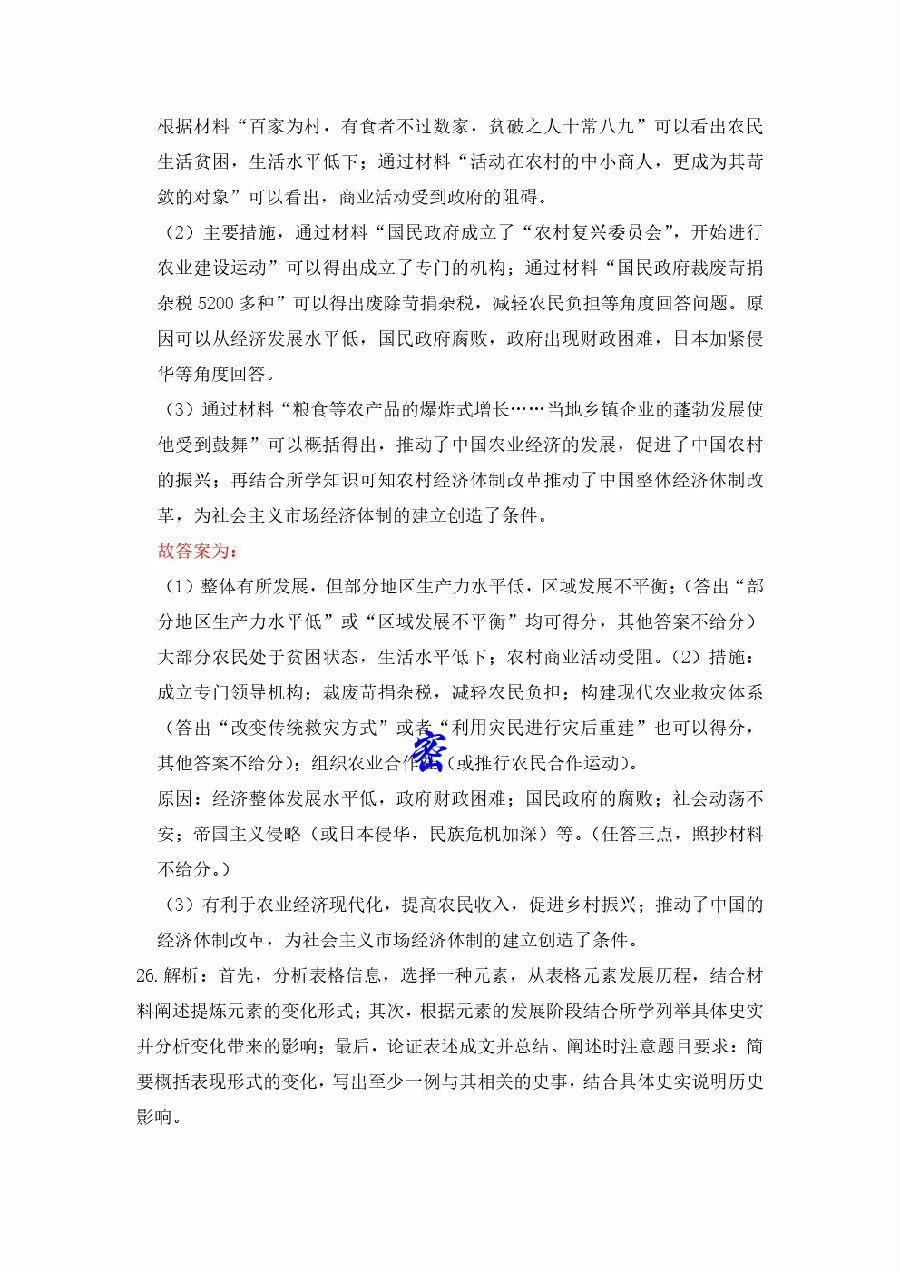 根据材料“百家为村，有食者不过数家，贫破之人十常八九”可以看出农民
生活贫困，生活水平低下；通过材料“活动在农村的中小商人，更成为其苛
敛的对象”可以看出，商业活动受到政府的阻碍。
（2）主要措施，通过材料“国民政府成立了“农村复兴委员会”，开始进行
农业建设运动”可以得出成立了专门的机构；通过材料“国民政府裁废苛捐
杂税 5200 多种”可以得出废除苛捐杂税，减轻农民负担等角度回答问题。原
因可以从经济发展水平低，国民政府腐败，政府出现财政困难，日本加紧侵
华等角度回答。
（3）通过材料“粮食等农产品的爆炸式增长……当地乡镇企业的蓬勃发展使
他受到鼓舞”可以概括得出，推动了中国农业经济的发展，促进了中国农村
的振兴；再结合所学知识可知农村经济体制改革推动了中国整体经济体制改
革，为社会主义市场经济体制的建立创造了条件。
故答案为：
（1）整体有所发展，但部分地区生产力水平低，区域发展不平衡；（答出“部
分地区生产力水平低”或“区域发展不平衡”均可得分，其他答案不给分）
大部分农民处于贫困状态，生活水平低下；农村商业活动受阻。（2）措施：
成立专门领导机构；裁废苛捐杂税，减轻农民负担；构建现代农业救灾体系
（答出“改变传统救灾方式”或者“利用灾民进行灾后重建”也可以得分，
其他答案不给分）；组织农业合作（或推行农民合作运动）。
密
原因：经济整体发展水平低，政府财政困难；国民政府的腐败；社会动荡不
安；帝国主义侵略（或日本侵华，民族危机加深）等。（任答三点，照抄材料
不给分。）
（3）有利于农业经济现代化，提高农民收入，促进乡村振兴；推动了中国的
经济体制改革，为社会主义市场经济体制的建立创造了条件。
26. 解析：首先，分析表格信息，选择一种元素，从表格元素发展历程，结合材
料阐述提炼元素的变化形式；其次，根据元素的发展阶段结合所学列举具体史实
并分析变化带来的影响；最后，论证表述成文并总结。阐述时注意题目要求：简
要概括表现形式的变化，写出至少一例与其相关的史事，结合具体史实说明历史
影响。